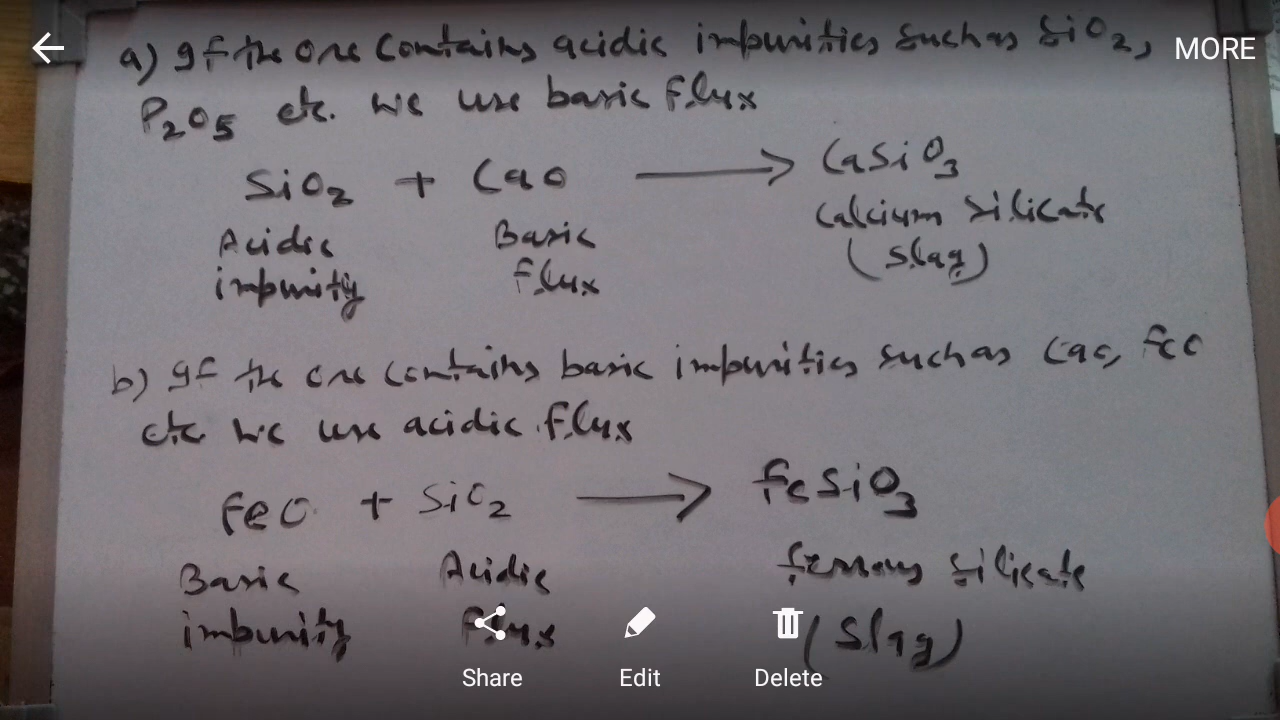 MORE
a) If the ore contains acidic impurities such as SiO2,
P2O5 etc. we use basic flux
SiO2 + CaO ⟶ CaSiO3
Acidic Basic Calcium silicate
impurity flux (slag)
b) If the ore contains basic impurities such as CaO, FeO
etc. we use acidic flux
FeO + SiO2 ⟶ FeSiO3
Basic Acidic ferrous silicate
impurity flux (slag)
Share Edit Delete